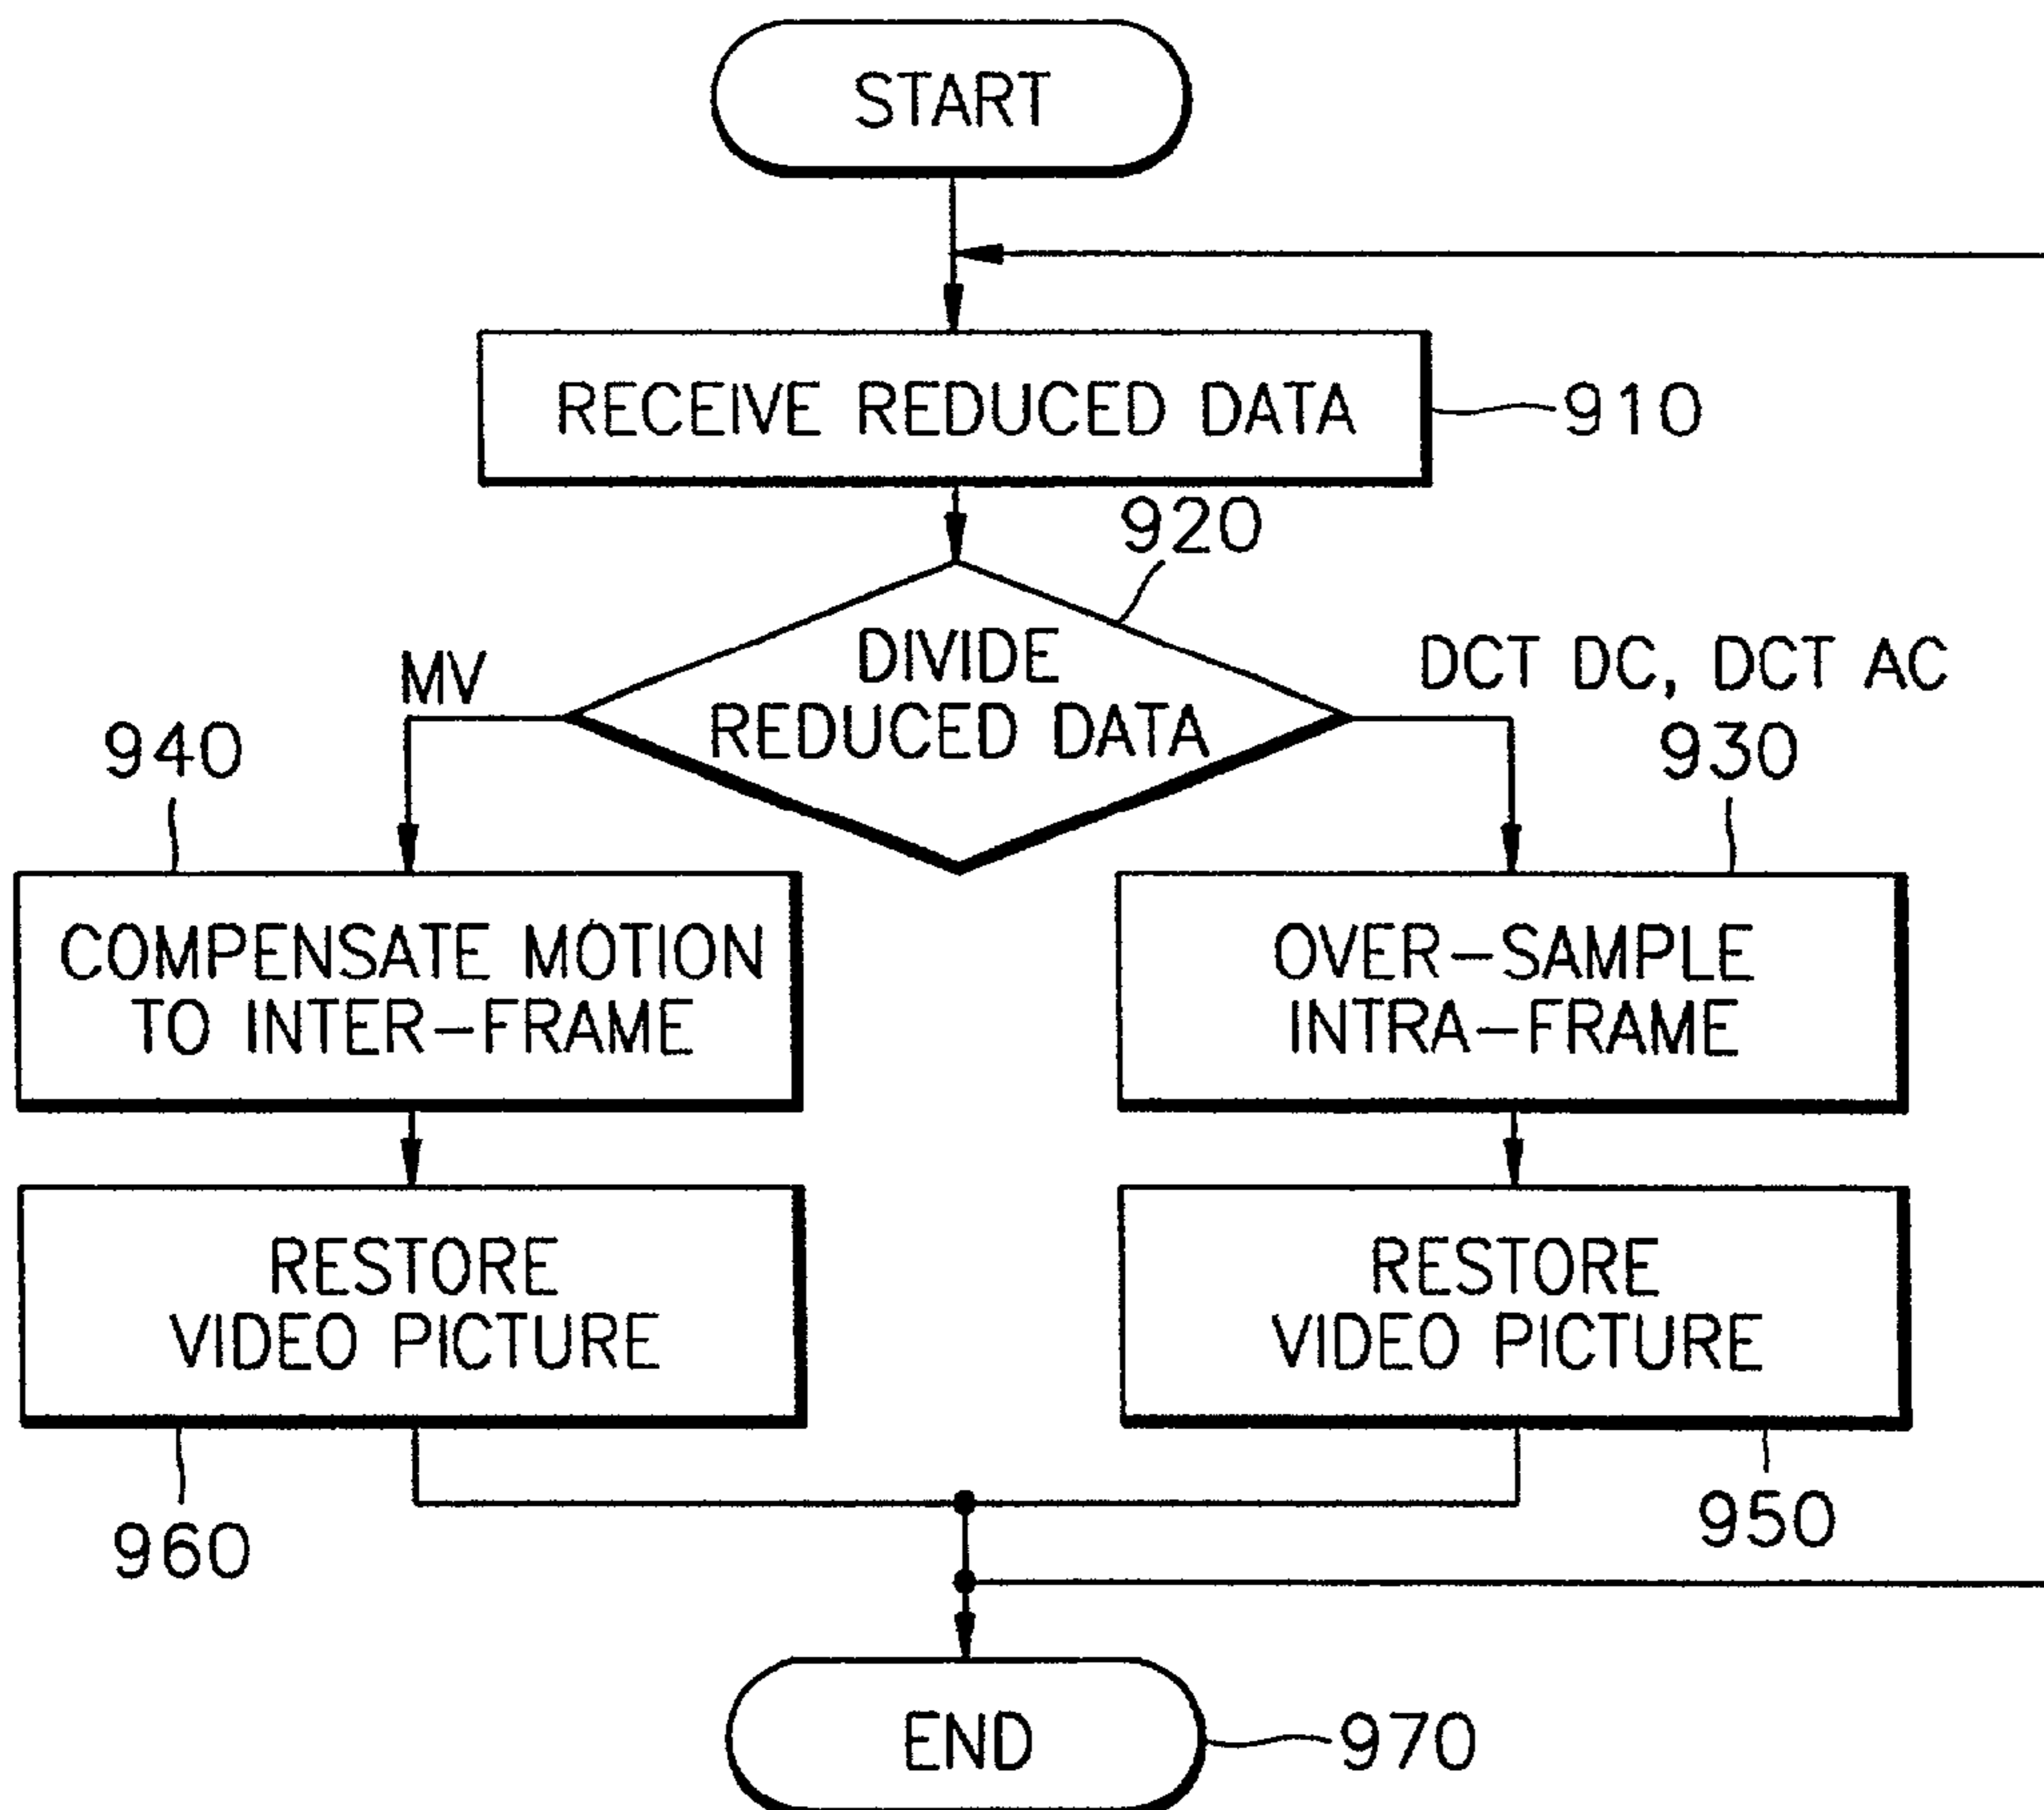 START
RECEIVE REDUCED DATA
910
920
DIVIDE
REDUCED DATA
MV
DCT DC, DCT AC
940
930
COMPENSATE MOTION
TO INTER-FRAME
OVER-SAMPLE
INTRA-FRAME
RESTORE
VIDEO PICTURE
RESTORE
VIDEO PICTURE
960
950
END
970